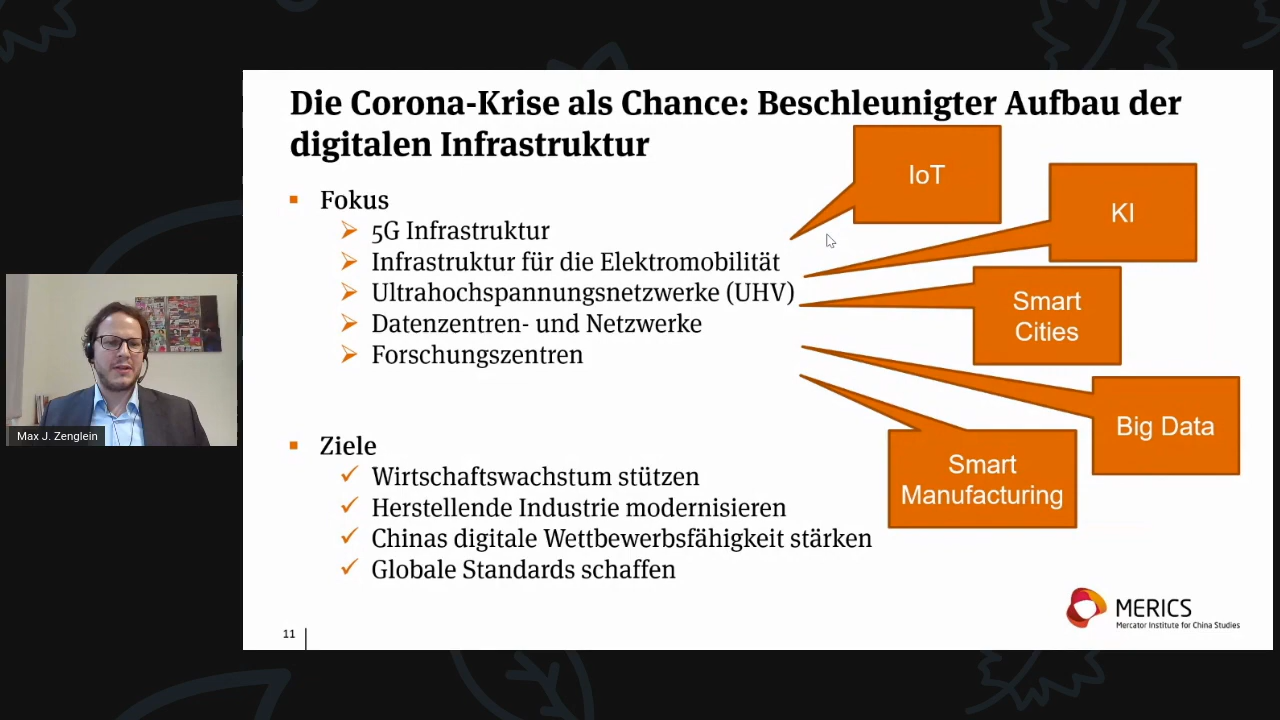 Die Corona-Krise als Chance: Beschleunigter Aufbau der
digitalen Infrastruktur
Fokus
5G Infrastruktur
Infrastruktur für die Elektromobilität
Ultrahochspannungsnetzwerke (UHV)
Datenzentren- und Netzwerke
Forschungszentren
IoT
KI
Smart
Cities
Big Data
Smart
Manufacturing
Ziele
Wirtschaftswachstum stützen
Herstellende Industrie modernisieren
Chinas digitale Wettbewerbsfähigkeit stärken
Globale Standards schaffen
11
MERICS
Mercator Institute for China Studies
Max J. Zenglein